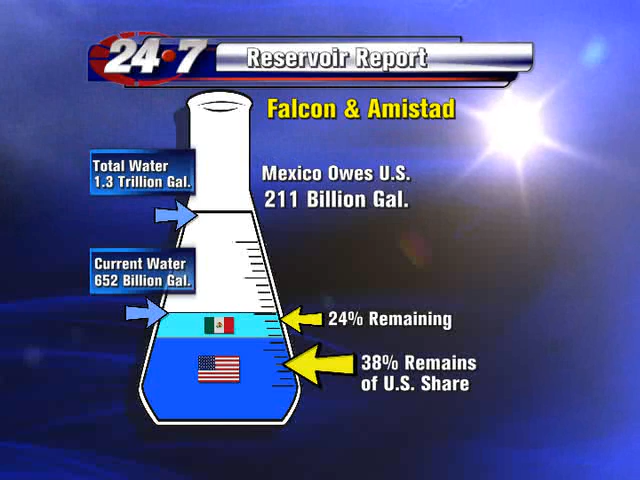 24·7
Reservoir Report
Falcon & Amistad
Total Water
1.3 Trillion Gal.
Mexico Owes U.S.
211 Billion Gal.
Current Water
652 Billion Gal.
24% Remaining
38% Remains
of U.S. Share